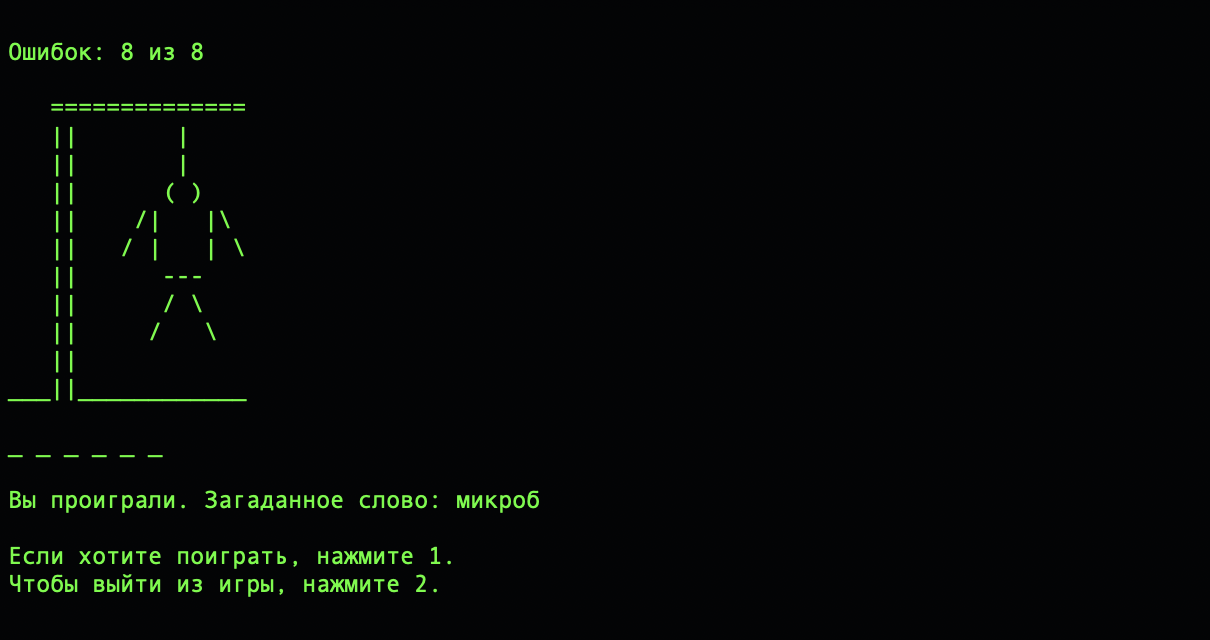 Ошибок: 8 из 8
==============
||       |
||       |
||      ( )
||    /|   |\
||   / |   | \
||      ---
||      / \
||     /   \
||
___||____________
_ _ _ _ _ _
Вы проиграли. Загаданное слово: микроб
Если хотите поиграть, нажмите 1.
Чтобы выйти из игры, нажмите 2.